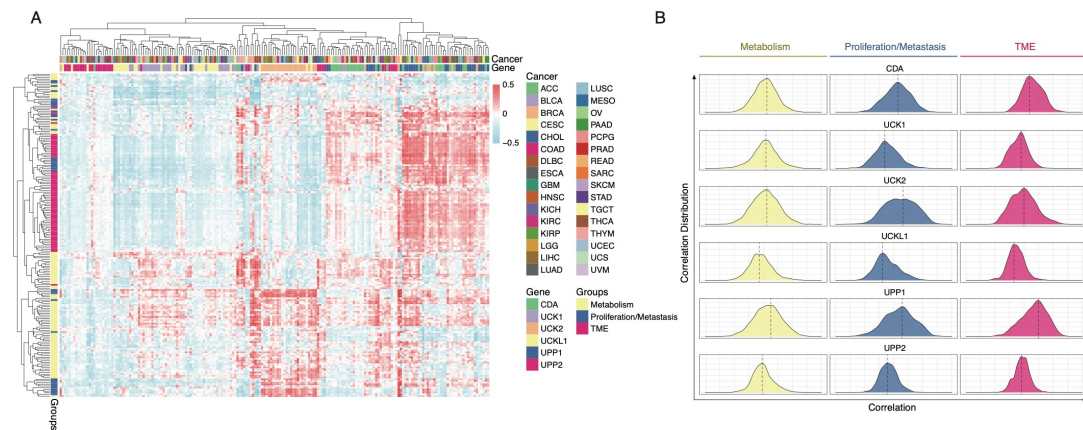 A
Cancer
Gene
0.5
0
−0.5
Groups
Cancer
ACC
BLCA
BRCA
CESC
CHOL
COAD
DLBC
ESCA
GBM
HNSC
KICH
KIRC
KIRP
LGG
LIHC
LUAD
LUSC
MESO
OV
PAAD
PCPG
PRAD
READ
SARC
SKCM
STAD
TGCT
THCA
THYM
UCEC
UCS
UVM
Gene
CDA
UCK1
UCK2
UCKL1
UPP1
UPP2
Groups
Metabolism
Proliferation/Metastasis
TME
B
Metabolism Proliferation/Metastasis TME
CDA
UCK1
UCK2
UCKL1
UPP1
UPP2
Correlation Distribution
Correlation